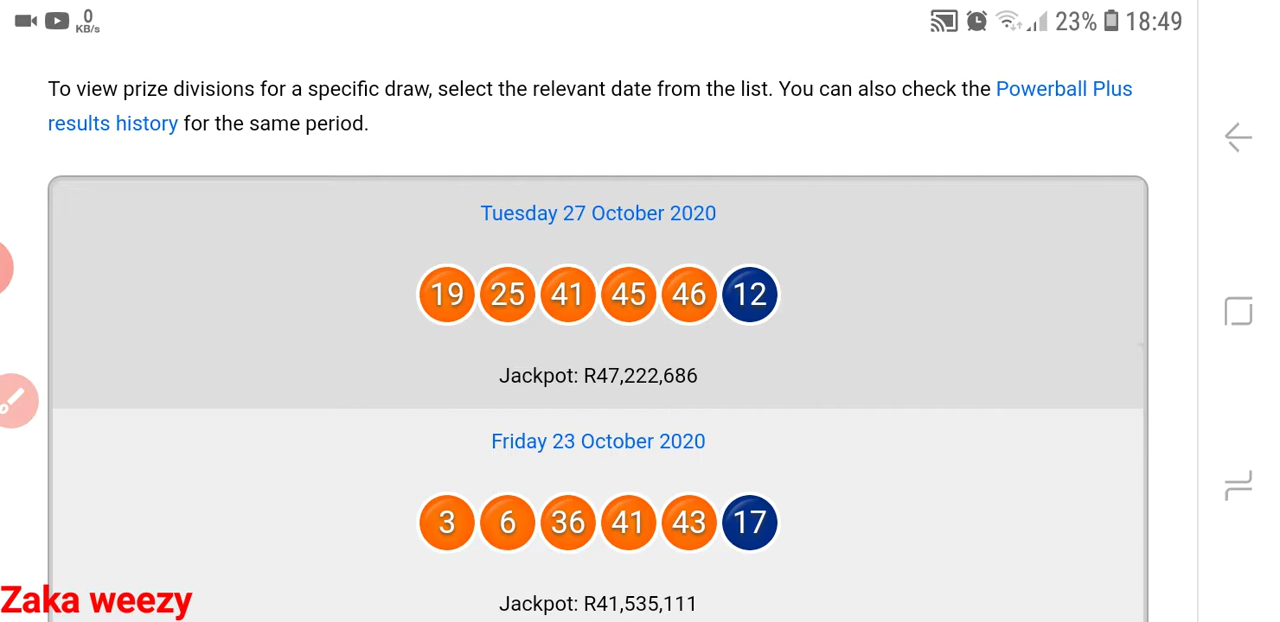 0
KB/s
23% 18:49
To view prize divisions for a specific draw, select the relevant date from the list. You can also check the Powerball Plus
results history for the same period.
Tuesday 27 October 2020
19 25 41 45 46 12
Jackpot: R47,222,686
Friday 23 October 2020
3 6 36 41 43 17
Zaka weezy
Jackpot: R41,535,111